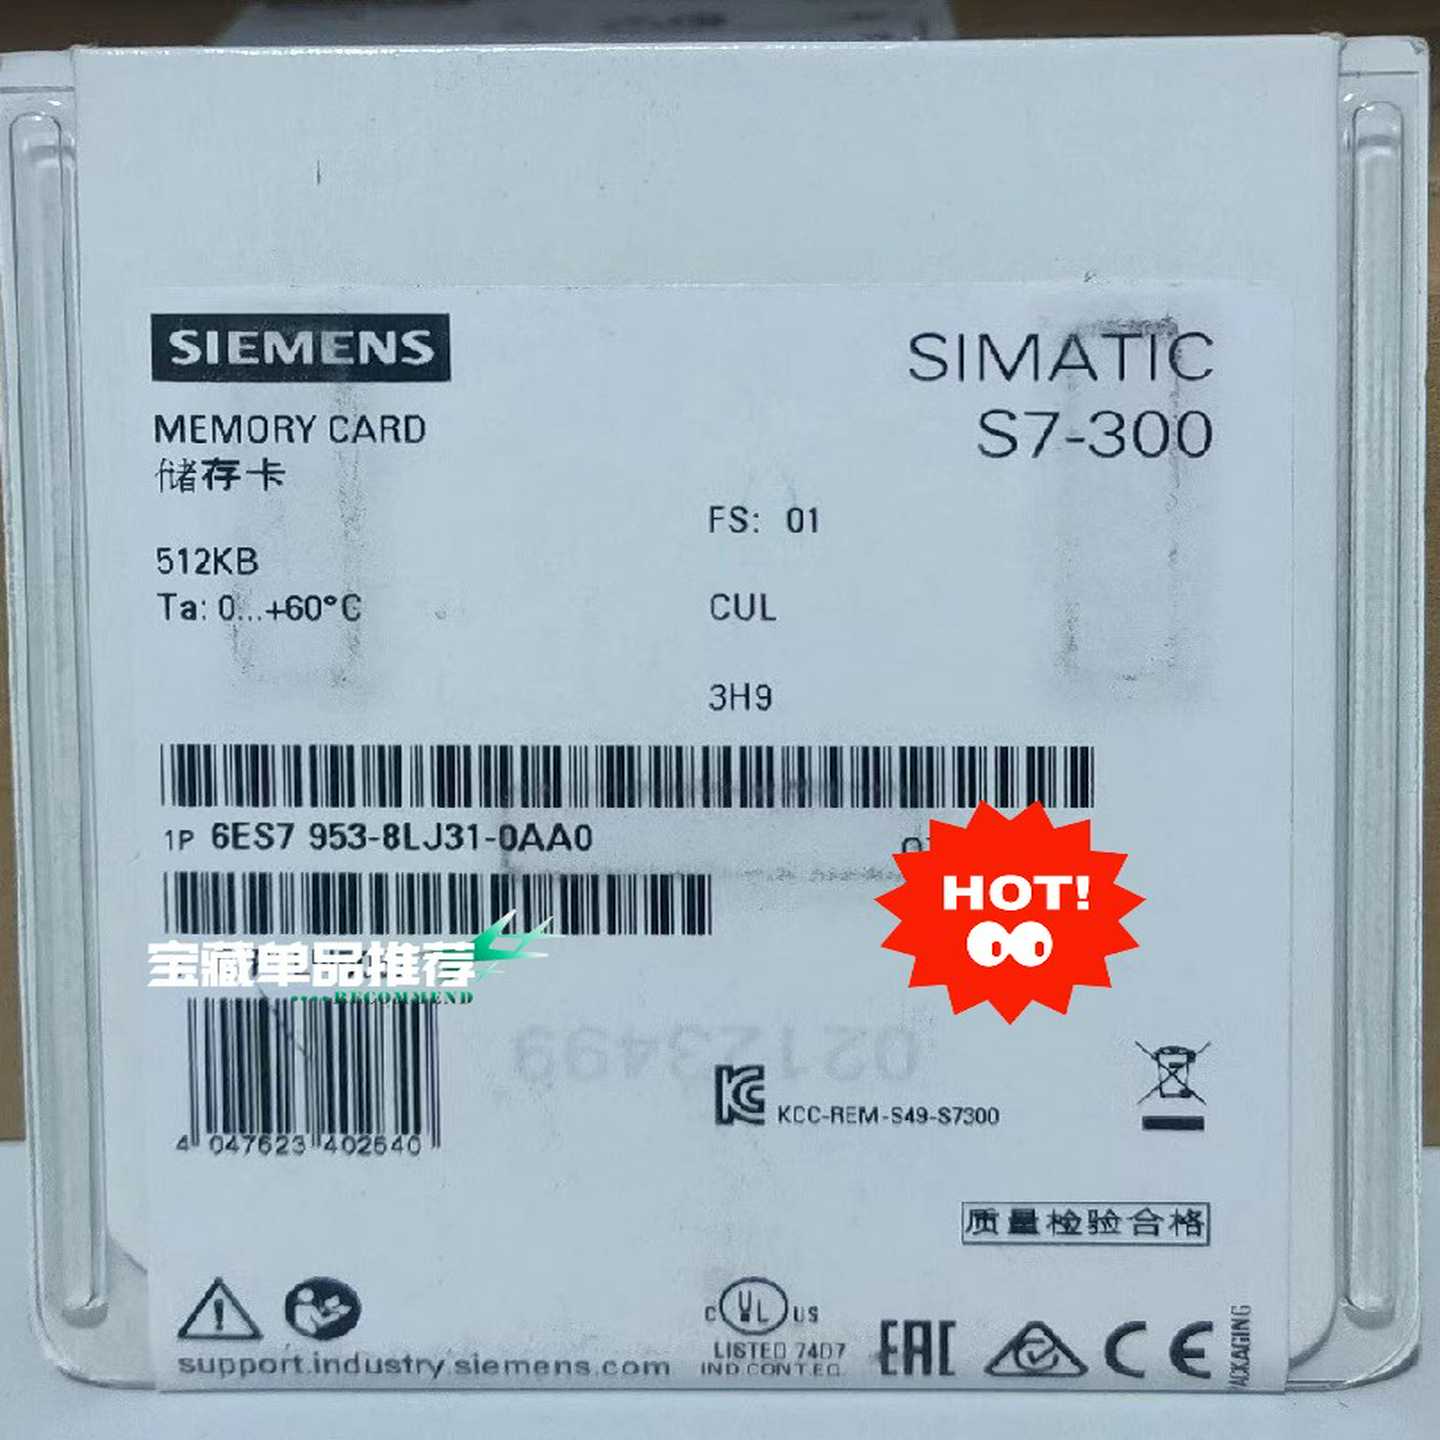 SIEMENS
SIMATIC
S7-300
MEMORY CARD
储存卡
FS: 01
512KB
Ta: 0...+60°C
CUL
3H9
1P 6ES7 953-8LJ31-0AA0
HOT!
宝藏单品推荐
RECOMMEND
02123499
KCC-REM-S49-S7300
4 047623 402640
质量检验合格
support.industry.siemens.com
C UL US
LISTED 74D7
IND.CONT.EQ.
EAC
CE
PACKAGING